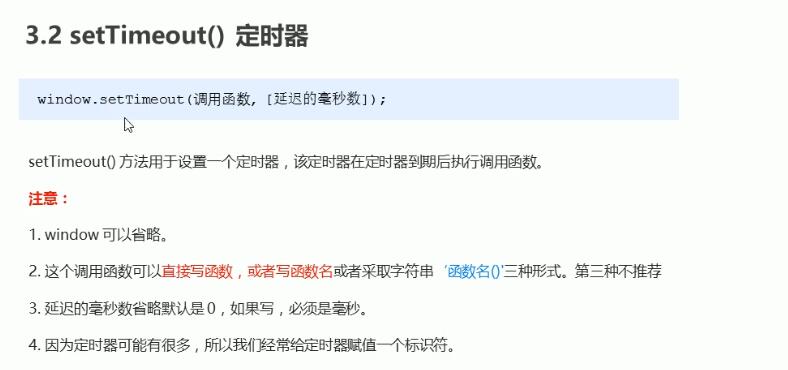 3.2 setTimeout() 定时器
window.setTimeout(调用函数, [延迟的毫秒数]);
setTimeout() 方法用于设置一个定时器，该定时器在定时器到期后执行调用函数。
注意：
1. window 可以省略。
2. 这个调用函数可以直接写函数，或者写函数名或者采取字符串‘函数名()'三种形式。第三种不推荐
3. 延迟的毫秒数省略默认是 0，如果写，必须是毫秒。
4. 因为定时器可能有很多，所以我们经常给定时器赋值一个标识符。